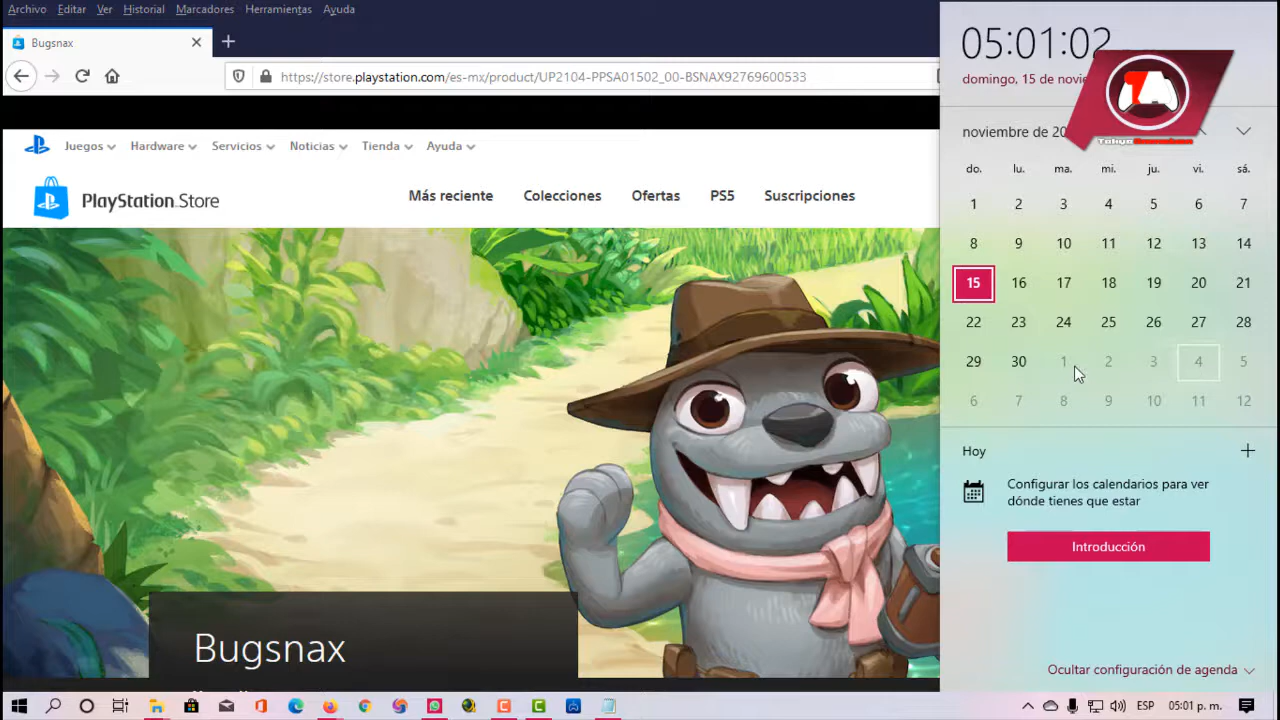 Archivo Editar Ver Historial Marcadores Herramientas Ayuda
Bugsnax
https://store.playstation.com/es-mx/product/UP2104-PPSA01502_00-BSNAX92769600533
Juegos Hardware Servicios Noticias Tienda Ayuda
PlayStation Store
Más reciente Colecciones Ofertas PS5 Suscripciones
Bugsnax
05:01:02
domingo, 15 de
noviembre de
do. lu. ma. mi. ju. vi. sá.
1 2 3 4 5 6 7
8 9 10 11 12 13 14
15 16 17 18 19 20 21
22 23 24 25 26 27 28
29 30 1 2 3 4 5
6 7 8 9 10 11 12
Hoy
Configurar los calendarios para ver
dónde tienes que estar
Introducción
Ocultar configuración de agenda
ESP 05:01 p. m.